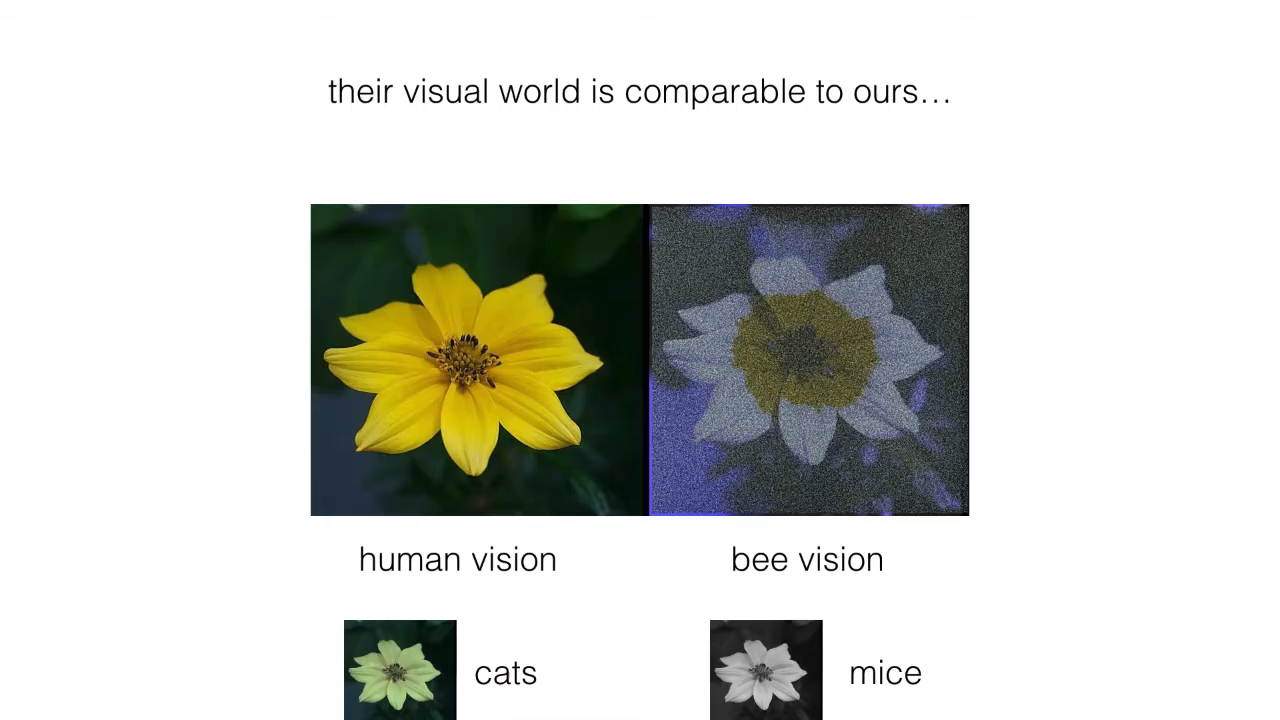 their visual world is comparable to ours…
human vision
bee vision
cats
mice